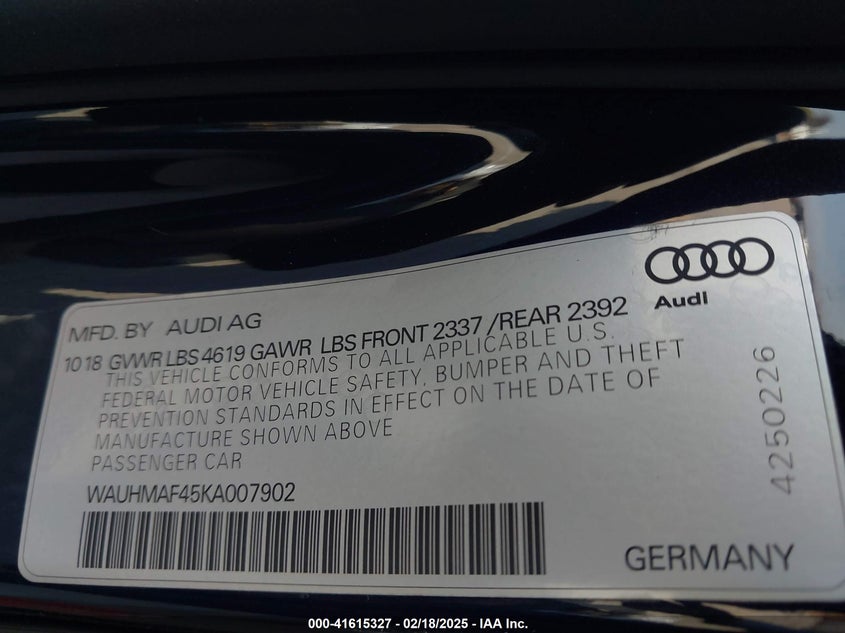 Audi
MFD. BY AUDI AG
10 18 GVWR LBS 4619 GAWR LBS FRONT 2337 /REAR 2392
THIS VEHICLE CONFORMS TO ALL APPLICABLE U.S.
FEDERAL MOTOR VEHICLE SAFETY, BUMPER AND THEFT
PREVENTION STANDARDS IN EFFECT ON THE DATE OF
MANUFACTURE SHOWN ABOVE
PASSENGER CAR
WAUHMAF45KA007902
4250226
GERMANY
000-41615327 - 02/18/2025 - IAA Inc.